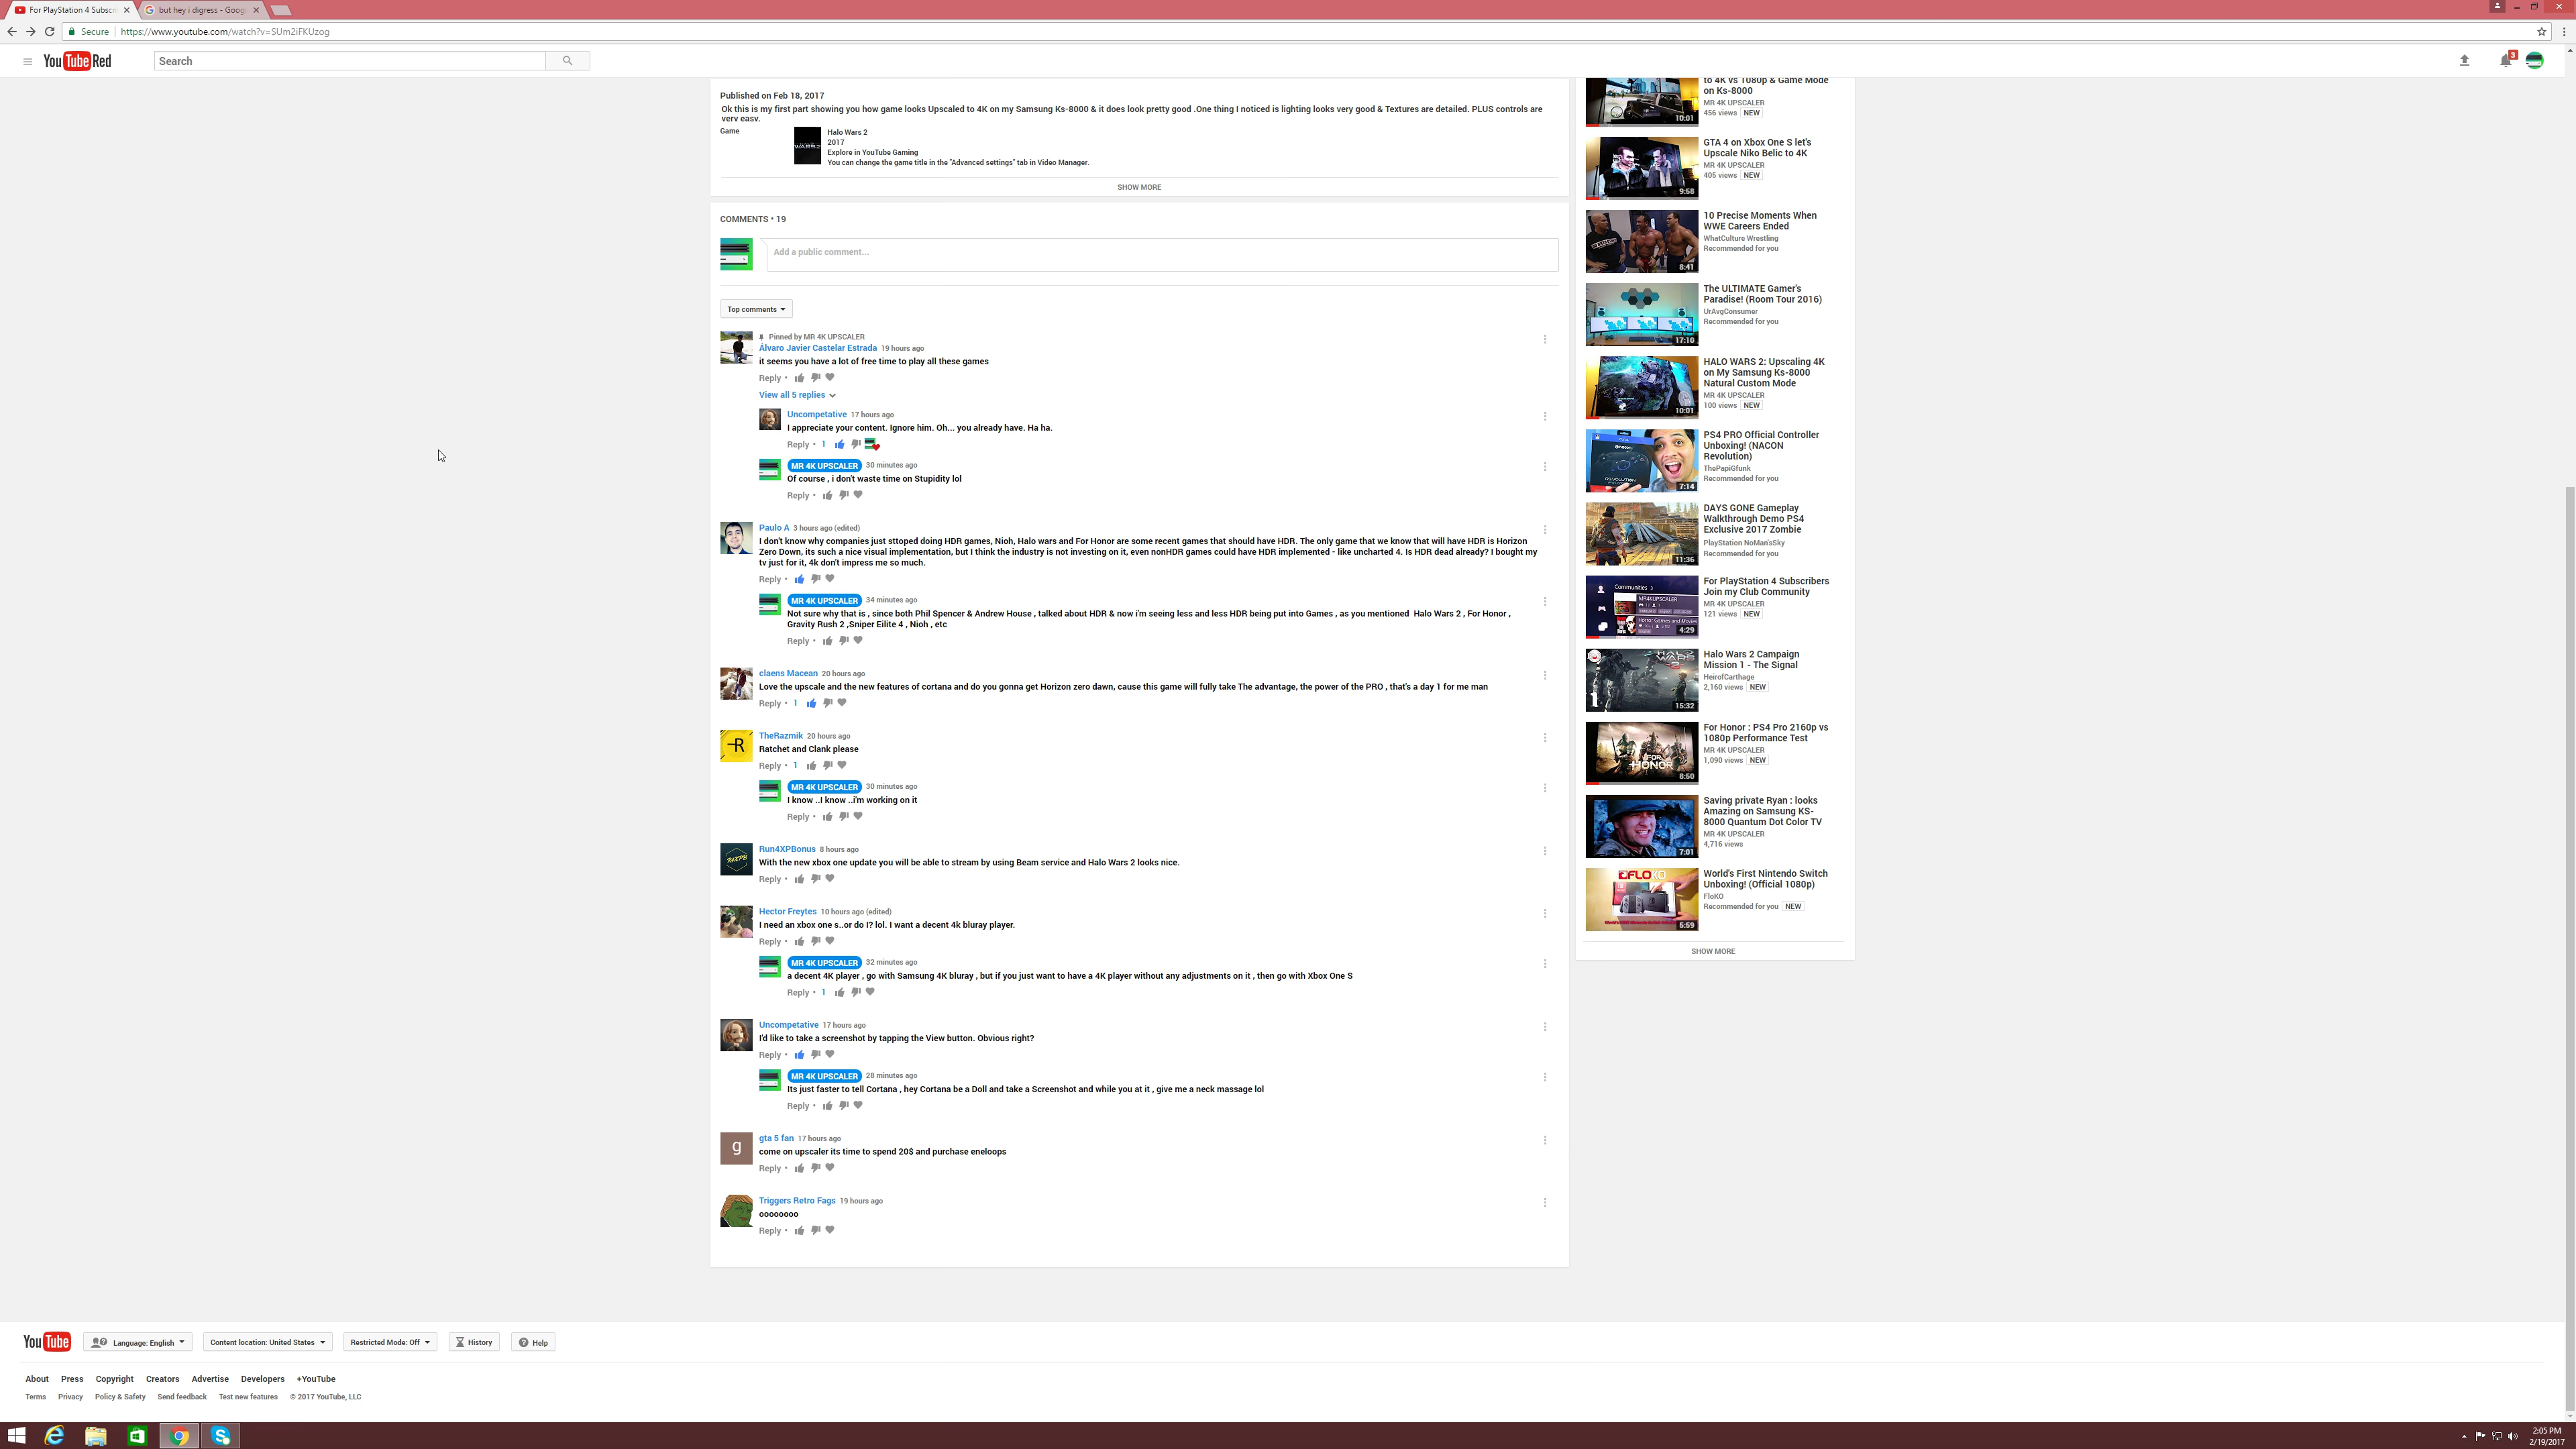 For PlayStation 4 Subscri
but hey i digress - Goog
Secure https://www.youtube.com/watch?v=SUm2iFKUzog
YouTube Red
Search
3
Published on Feb 18, 2017
Ok this is my first part showing you how game looks Upscaled to 4K on my Samsung Ks-8000 & it does look pretty good .One thing I noticed is lighting looks very good & Textures are detailed. PLUS controls are
very easy.
Game
Halo Wars 2
2017
Explore in YouTube Gaming
You can change the game title in the "Advanced settings" tab in Video Manager.
SHOW MORE
COMMENTS • 19
Add a public comment...
Top comments
Pinned by MR 4K UPSCALER
Álvaro Javier Castelar Estrada 19 hours ago
it seems you have a lot of free time to play all these games
Reply •
View all 5 replies
Uncompetative 17 hours ago
I appreciate your content. Ignore him. Oh... you already have. Ha ha.
Reply • 1
MR 4K UPSCALER 30 minutes ago
Of course , i don't waste time on Stupidity lol
Reply •
Paulo A 3 hours ago (edited)
I don't know why companies just sttoped doing HDR games, Nioh, Halo wars and For Honor are some recent games that should have HDR. The only game that we know that will have HDR is Horizon
Zero Down, its such a nice visual implementation, but I think the industry is not investing on it, even nonHDR games could have HDR implemented - like uncharted 4. Is HDR dead already? I bought my
tv just for it, 4k don't impress me so much.
Reply •
MR 4K UPSCALER 34 minutes ago
Not sure why that is , since both Phil Spencer & Andrew House , talked about HDR & now i'm seeing less and less HDR being put into Games , as you mentioned Halo Wars 2 , For Honor ,
Gravity Rush 2 ,Sniper Eilite 4 , Nioh , etc
Reply •
claens Macean 20 hours ago
Love the upscale and the new features of cortana and do you gonna get Horizon zero dawn, cause this game will fully take The advantage, the power of the PRO , that's a day 1 for me man
Reply • 1
TheRazmik 20 hours ago
Ratchet and Clank please
Reply • 1
MR 4K UPSCALER 30 minutes ago
I know ..I know ..i'm working on it
Reply •
Run4XPBonus 8 hours ago
With the new xbox one update you will be able to stream by using Beam service and Halo Wars 2 looks nice.
Reply •
Hector Freytes 10 hours ago (edited)
I need an xbox one s..or do I? lol. I want a decent 4k bluray player.
Reply •
MR 4K UPSCALER 32 minutes ago
a decent 4K player , go with Samsung 4K bluray , but if you just want to have a 4K player without any adjustments on it , then go with Xbox One S
Reply • 1
Uncompetative 17 hours ago
I'd like to take a screenshot by tapping the View button. Obvious right?
Reply •
MR 4K UPSCALER 28 minutes ago
Its just faster to tell Cortana , hey Cortana be a Doll and take a Screenshot and while you at it , give me a neck massage lol
Reply •
g
gta 5 fan 17 hours ago
come on upscaler its time to spend 20$ and purchase eneloops
Reply •
Triggers Retro Fags 19 hours ago
oooooooo
Reply •
to 4K vs 1080p & Game Mode
on Ks-8000
MR 4K UPSCALER
456 views NEW
10:01
GTA 4 on Xbox One S let's
Upscale Niko Belic to 4K
MR 4K UPSCALER
405 views NEW
9:58
10 Precise Moments When
WWE Careers Ended
WhatCulture Wrestling
Recommended for you
8:41
The ULTIMATE Gamer's
Paradise! (Room Tour 2016)
UrAvgConsumer
Recommended for you
17:10
HALO WARS 2: Upscaling 4K
on My Samsung Ks-8000
Natural Custom Mode
MR 4K UPSCALER
100 views NEW
10:01
PS4 PRO Official Controller
Unboxing! (NACON
Revolution)
ThePapiGfunk
Recommended for you
7:14
DAYS GONE Gameplay
Walkthrough Demo PS4
Exclusive 2017 Zombie
PlayStation NoMan'sSky
Recommended for you
11:36
For PlayStation 4 Subscribers
Join my Club Community
MR 4K UPSCALER
121 views NEW
4:29
Halo Wars 2 Campaign
Mission 1 - The Signal
HeirofCarthage
2,160 views NEW
15:32
For Honor : PS4 Pro 2160p vs
1080p Performance Test
MR 4K UPSCALER
1,090 views NEW
8:50
Saving private Ryan : looks
Amazing on Samsung KS-
8000 Quantum Dot Color TV
MR 4K UPSCALER
4,716 views
7:01
World's First Nintendo Switch
Unboxing! (Official 1080p)
FloKO
Recommended for you NEW
5:59
SHOW MORE
YouTube
Language: English
Content location: United States
Restricted Mode: Off
History
Help
About Press Copyright Creators Advertise Developers +YouTube
Terms Privacy Policy & Safety Send feedback Test new features © 2017 YouTube, LLC
2:05 PM
2/19/2017